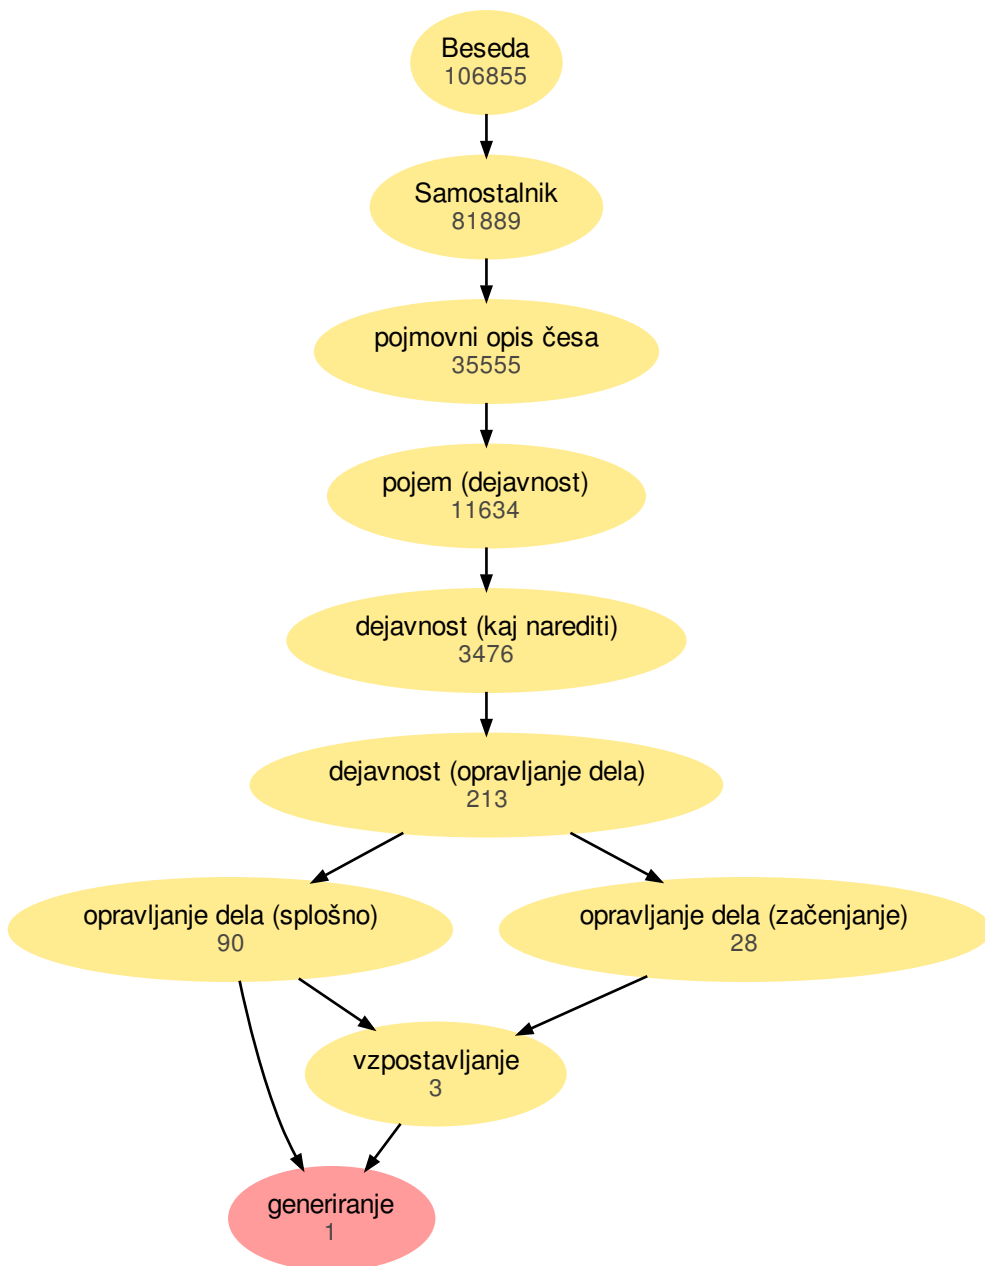 Beseda
106855
Samostalnik
81889
pojmovni opis česa
35555
pojem (dejavnost)
11634
dejavnost (kaj narediti)
3476
dejavnost (opravljanje dela)
213
opravljanje dela (splošno)
90
opravljanje dela (začenjanje)
28
vzpostavljanje
3
generiranje
1